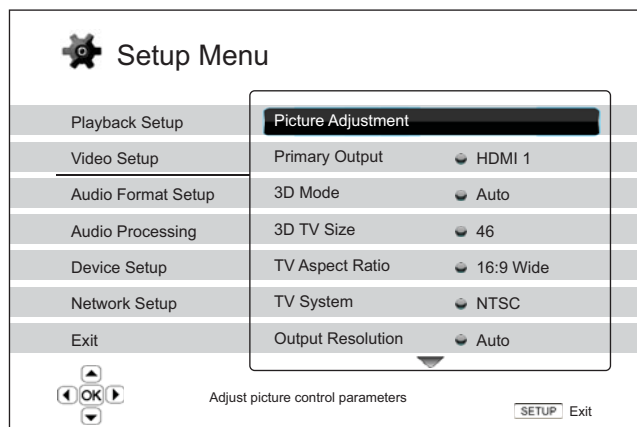 Setup Menu
Playback Setup
Video Setup
Audio Format Setup
Audio Processing
Device Setup
Network Setup
Exit
Picture Adjustment
Primary Output HDMI 1
3D Mode Auto
3D TV Size 46
TV Aspect Ratio 16:9 Wide
TV System NTSC
Output Resolution Auto
OK
Adjust picture control parameters
SETUP Exit